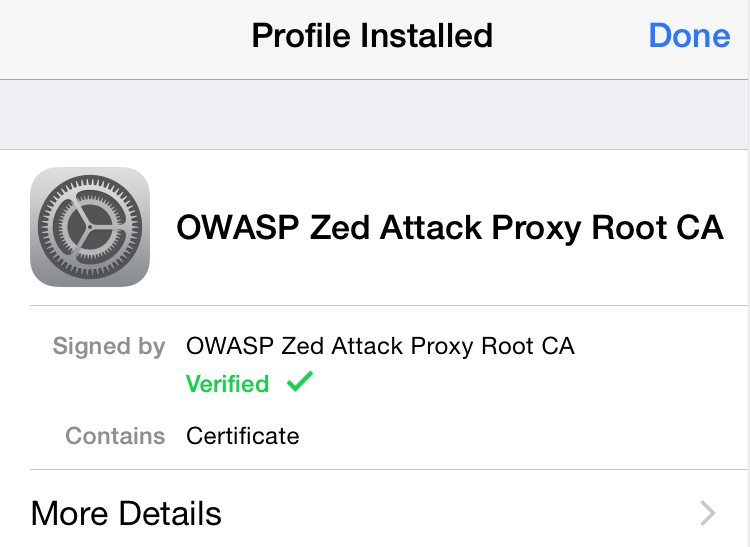 Profile Installed
Done
OWASP Zed Attack Proxy Root CA
Signed by OWASP Zed Attack Proxy Root CA
Verified
Contains Certificate
More Details